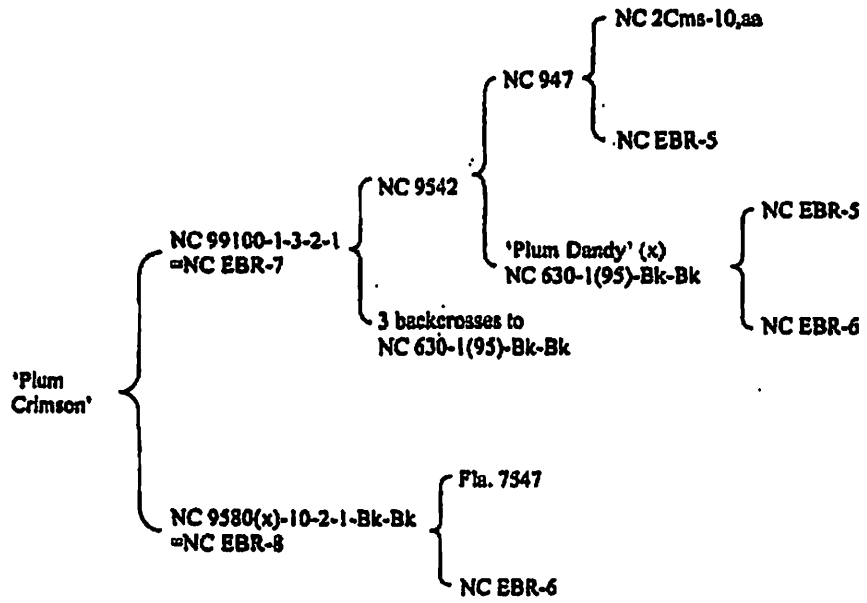 NC 2Cms-10,aa
NC 947
NC EBR-5
NC 9542
NC EBR-5
NC 99100-1-3-2-1
=NC EBR-7
'Plum Dandy' (x)
NC 630-1(95)-Bk-Bk
3 backcrosses to
NC 630-1(95)-Bk-Bk
NC EBR-6
'Plum
Crimson'
Fla. 7547
NC 9580(x)-10-2-1-Bk-Bk
=NC EBR-8
NC EBR-6